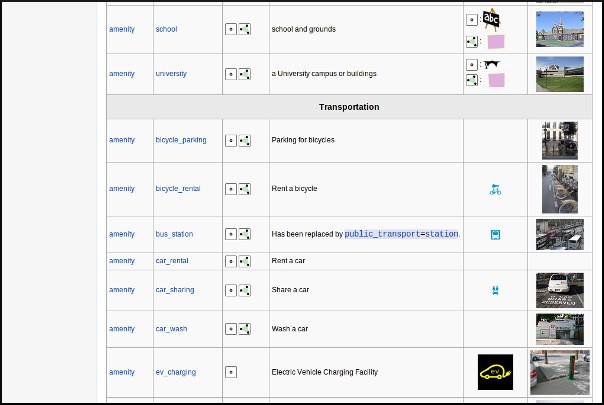 amenity school school and grounds : abc
:
amenity university a University campus or buildings :
:
Transportation
amenity bicycle_parking Parking for bicycles
amenity bicycle_rental Rent a bicycle
amenity bus_station Has been replaced by public_transport=station.
amenity car_rental Rent a car
amenity car_sharing Share a car
amenity car_wash Wash a car
amenity ev_charging Electric Vehicle Charging Facility ev